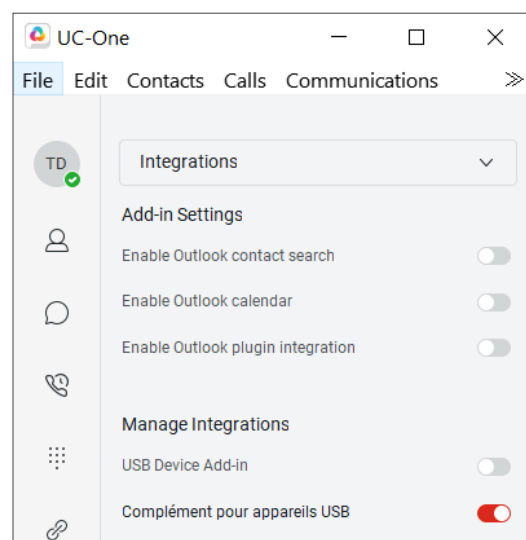 UC-One
File Edit Contacts Calls Communications
TD
Integrations
Add-in Settings
Enable Outlook contact search
Enable Outlook calendar
Enable Outlook plugin integration
Manage Integrations
USB Device Add-in
Complément pour appareils USB